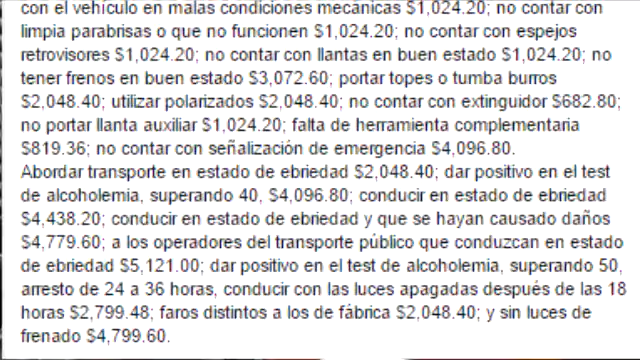 con el vehículo en malas condiciones mecánicas $1,024.20; no contar con
limpia parabrisas o que no funcionen $1,024.20; no contar con espejos
retrovisores $1,024.20; no contar con llantas en buen estado $1,024.20; no
tener frenos en buen estado $3,072.60; portar topes o tumba burros
$2,048.40; utilizar polarizados $2,048.40; no contar con extinguidor $682.80;
no portar llanta auxiliar $1,024.20; falta de herramienta complementaria
$819.36; no contar con señalización de emergencia $4,096.80.
Abordar transporte en estado de ebriedad $2,048.40; dar positivo en el test
de alcoholemia, superando 40, $4,096.80; conducir en estado de ebriedad
$4,438.20; conducir en estado de ebriedad y que se hayan causado daños
$4,779.60; a los operadores del transporte público que conduzcan en estado
de ebriedad $5,121.00; dar positivo en el test de alcoholemia, superando 50,
arresto de 24 a 36 horas, conducir con las luces apagadas después de las 18
horas $2,799.48; faros distintos a los de fábrica $2,048.40; y sin luces de
frenado $4,799.60.